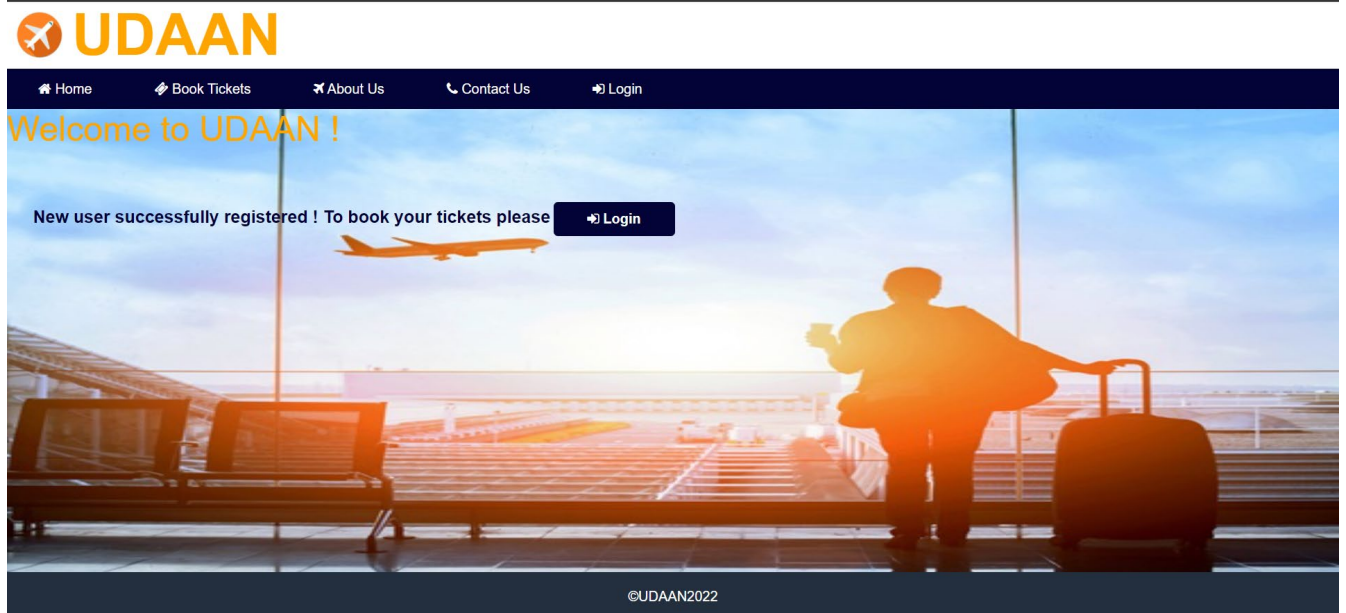 UDAAN
Home Book Tickets About Us Contact Us Login
Welcome to UDAAN !
New user successfully registered ! To book your tickets please Login
©UDAAN2022